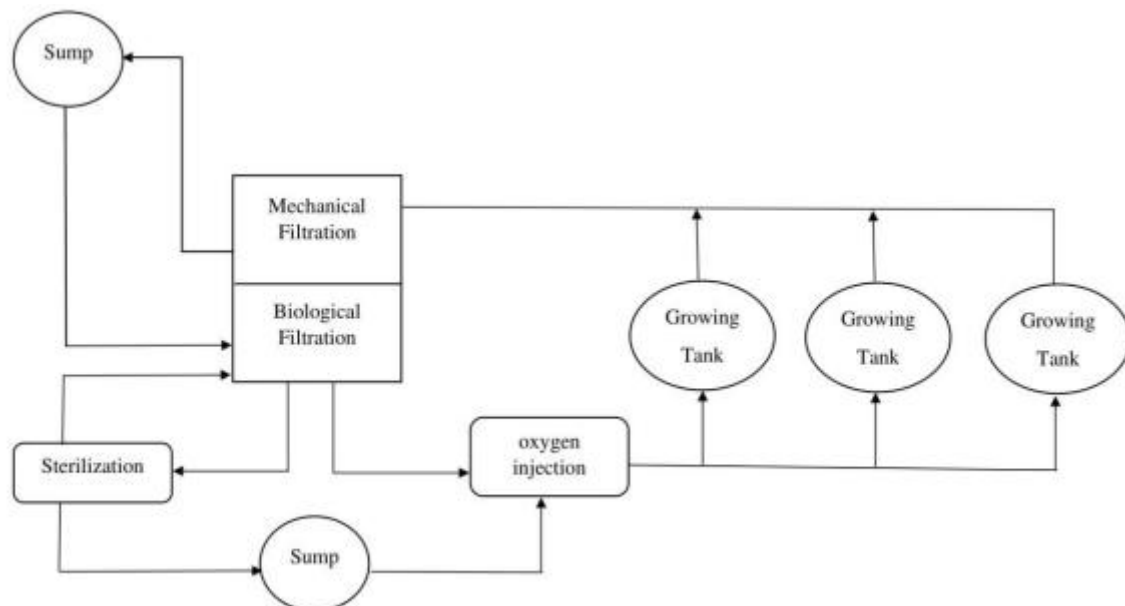 Sump
Mechanical
Filtration
Biological
Filtration
Growing
Tank
Growing
Tank
Growing
Tank
oxygen
injection
Sterilization
Sump